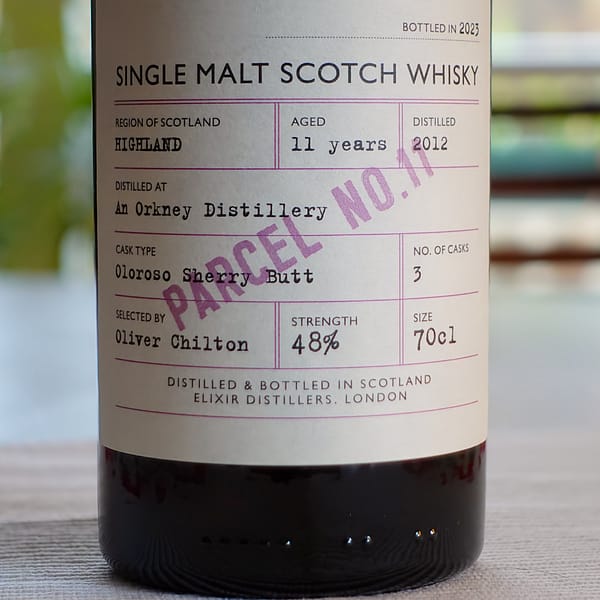 BOTTLED IN 2023
SINGLE MALT SCOTCH WHISKY
REGION OF SCOTLAND
HIGHLAND
AGED
11 years
DISTILLED
2012
DISTILLED AT
An Orkney Distillery
PARCEL NO.11
CASK TYPE
Oloroso Sherry Butt
NO. OF CASKS
3
SELECTED BY
Oliver Chilton
STRENGTH
48%
SIZE
70cl
DISTILLED & BOTTLED IN SCOTLAND
ELIXIR DISTILLERS. LONDON